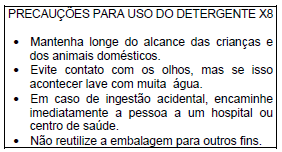 PRECAUÇÕES PARA USO DO DETERGENTE X8
• Mantenha longe do alcance das crianças e
dos animais domésticos.
• Evite contato com os olhos, mas se isso
acontecer lave com muita água.
• Em caso de ingestão acidental, encaminhe
imediatamente a pessoa a um hospital ou
centro de saúde.
• Não reutilize a embalagem para outros fins.